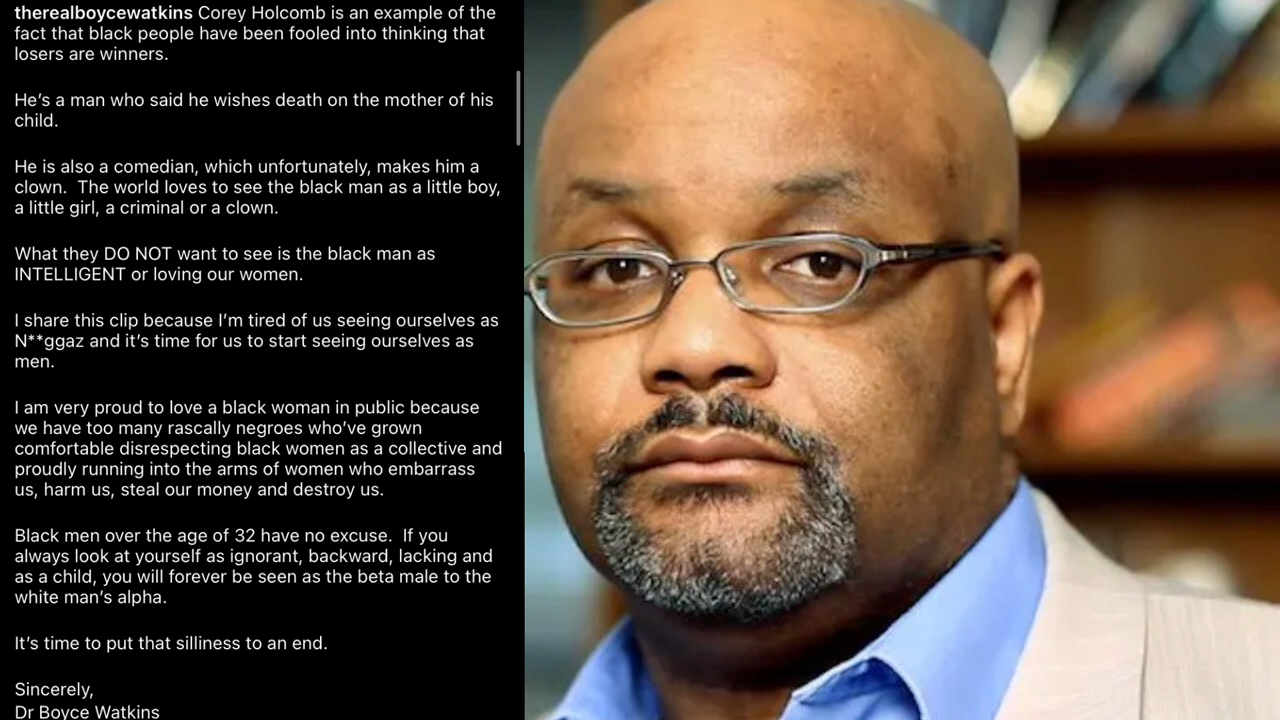 therealboycewatkins Corey Holcomb is an example of the
fact that black people have been fooled into thinking that
losers are winners.
He’s a man who said he wishes death on the mother of his
child.
He is also a comedian, which unfortunately, makes him a
clown.  The world loves to see the black man as a little boy,
a little girl, a criminal or a clown.
What they DO NOT want to see is the black man as
INTELLIGENT or loving our women.
I share this clip because I’m tired of us seeing ourselves as
N**ggaz and it’s time for us to start seeing ourselves as
men.
I am very proud to love a black woman in public because
we have too many rascally negroes who’ve grown
comfortable disrespecting black women as a collective and
proudly running into the arms of women who embarrass
us, harm us, steal our money and destroy us.
Black men over the age of 32 have no excuse.  If you
always look at yourself as ignorant, backward, lacking and
as a child, you will forever be seen as the beta male to the
white man’s alpha.
It’s time to put that silliness to an end.
Sincerely,
Dr Boyce Watkins